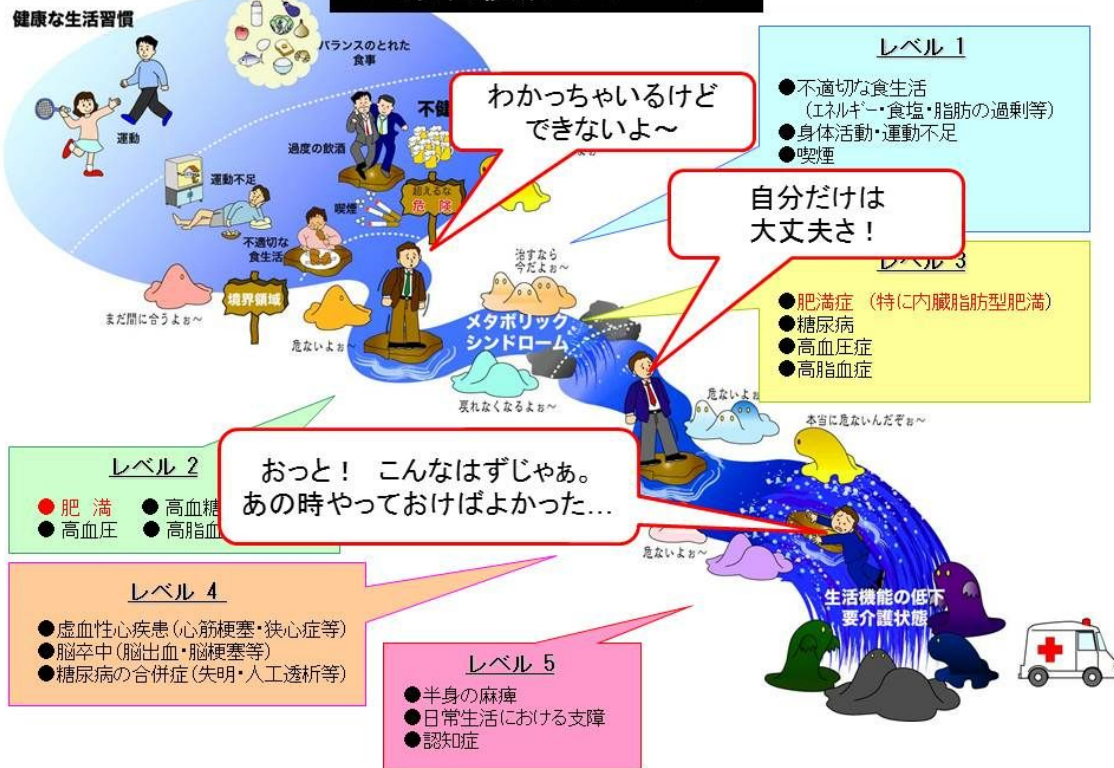 健康な生活習慣
バランスのとれた
食事
運動
過度の飲酒
運動不足
喫煙
超えるな
危 険
不適切な
食生活
境界領域
まだ間に合うよぉ～
危ないよぉ～
わかっちゃいるけど
できないよ～
治すなら
今だよぉ～
メタボリック
シンドローム
戻れなくなるよぉ～
レベル 1
●不適切な食生活
（エネルギー・食塩・脂肪の過剰等）
●身体活動・運動不足
●喫煙
自分だけは
大丈夫さ！
レベル 3
●肥満症 （特に内臓脂肪型肥満）
●糖尿病
●高血圧症
●高脂血症
危ないよぉ
本当に危ないんだぞぉ～
レベル 2
●肥 満 ●高血糖
●高血圧 ●高脂血
おっと！ こんなはずじゃぁ。
あの時やっておけばよかった…
危ないよぉ～
生活機能の低下
要介護状態
レベル 4
●虚血性心疾患（心筋梗塞・狭心症等）
●脳卒中（脳出血・脳梗塞等）
●糖尿病の合併症（失明・人工透析等）
レベル 5
●半身の麻痺
●日常生活における支障
●認知症